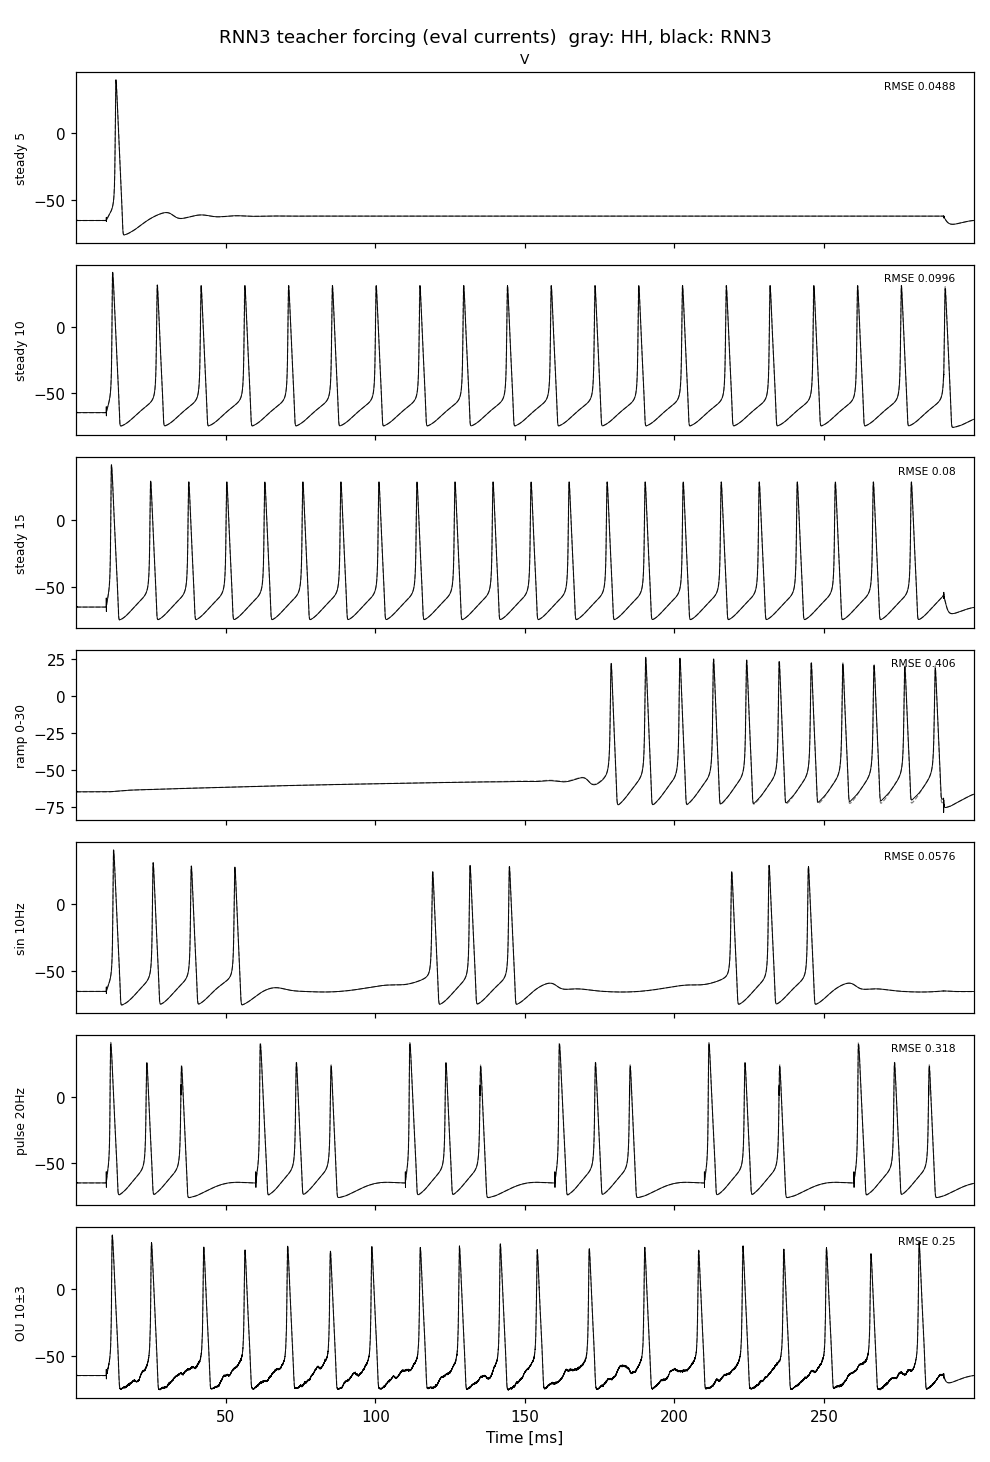 RNN3 teacher forcing (eval currents)  gray: HH, black: RNN3
V
RMSE 0.0488
steady 5
0
−50
RMSE 0.0996
steady 10
0
−50
RMSE 0.08
steady 15
0
−50
RMSE 0.406
ramp 0-30
25
0
−25
−50
−75
RMSE 0.0576
sin 10Hz
0
−50
RMSE 0.318
pulse 20Hz
0
−50
RMSE 0.25
OU 10±3
0
−50
50 100 150 200 250
Time [ms]